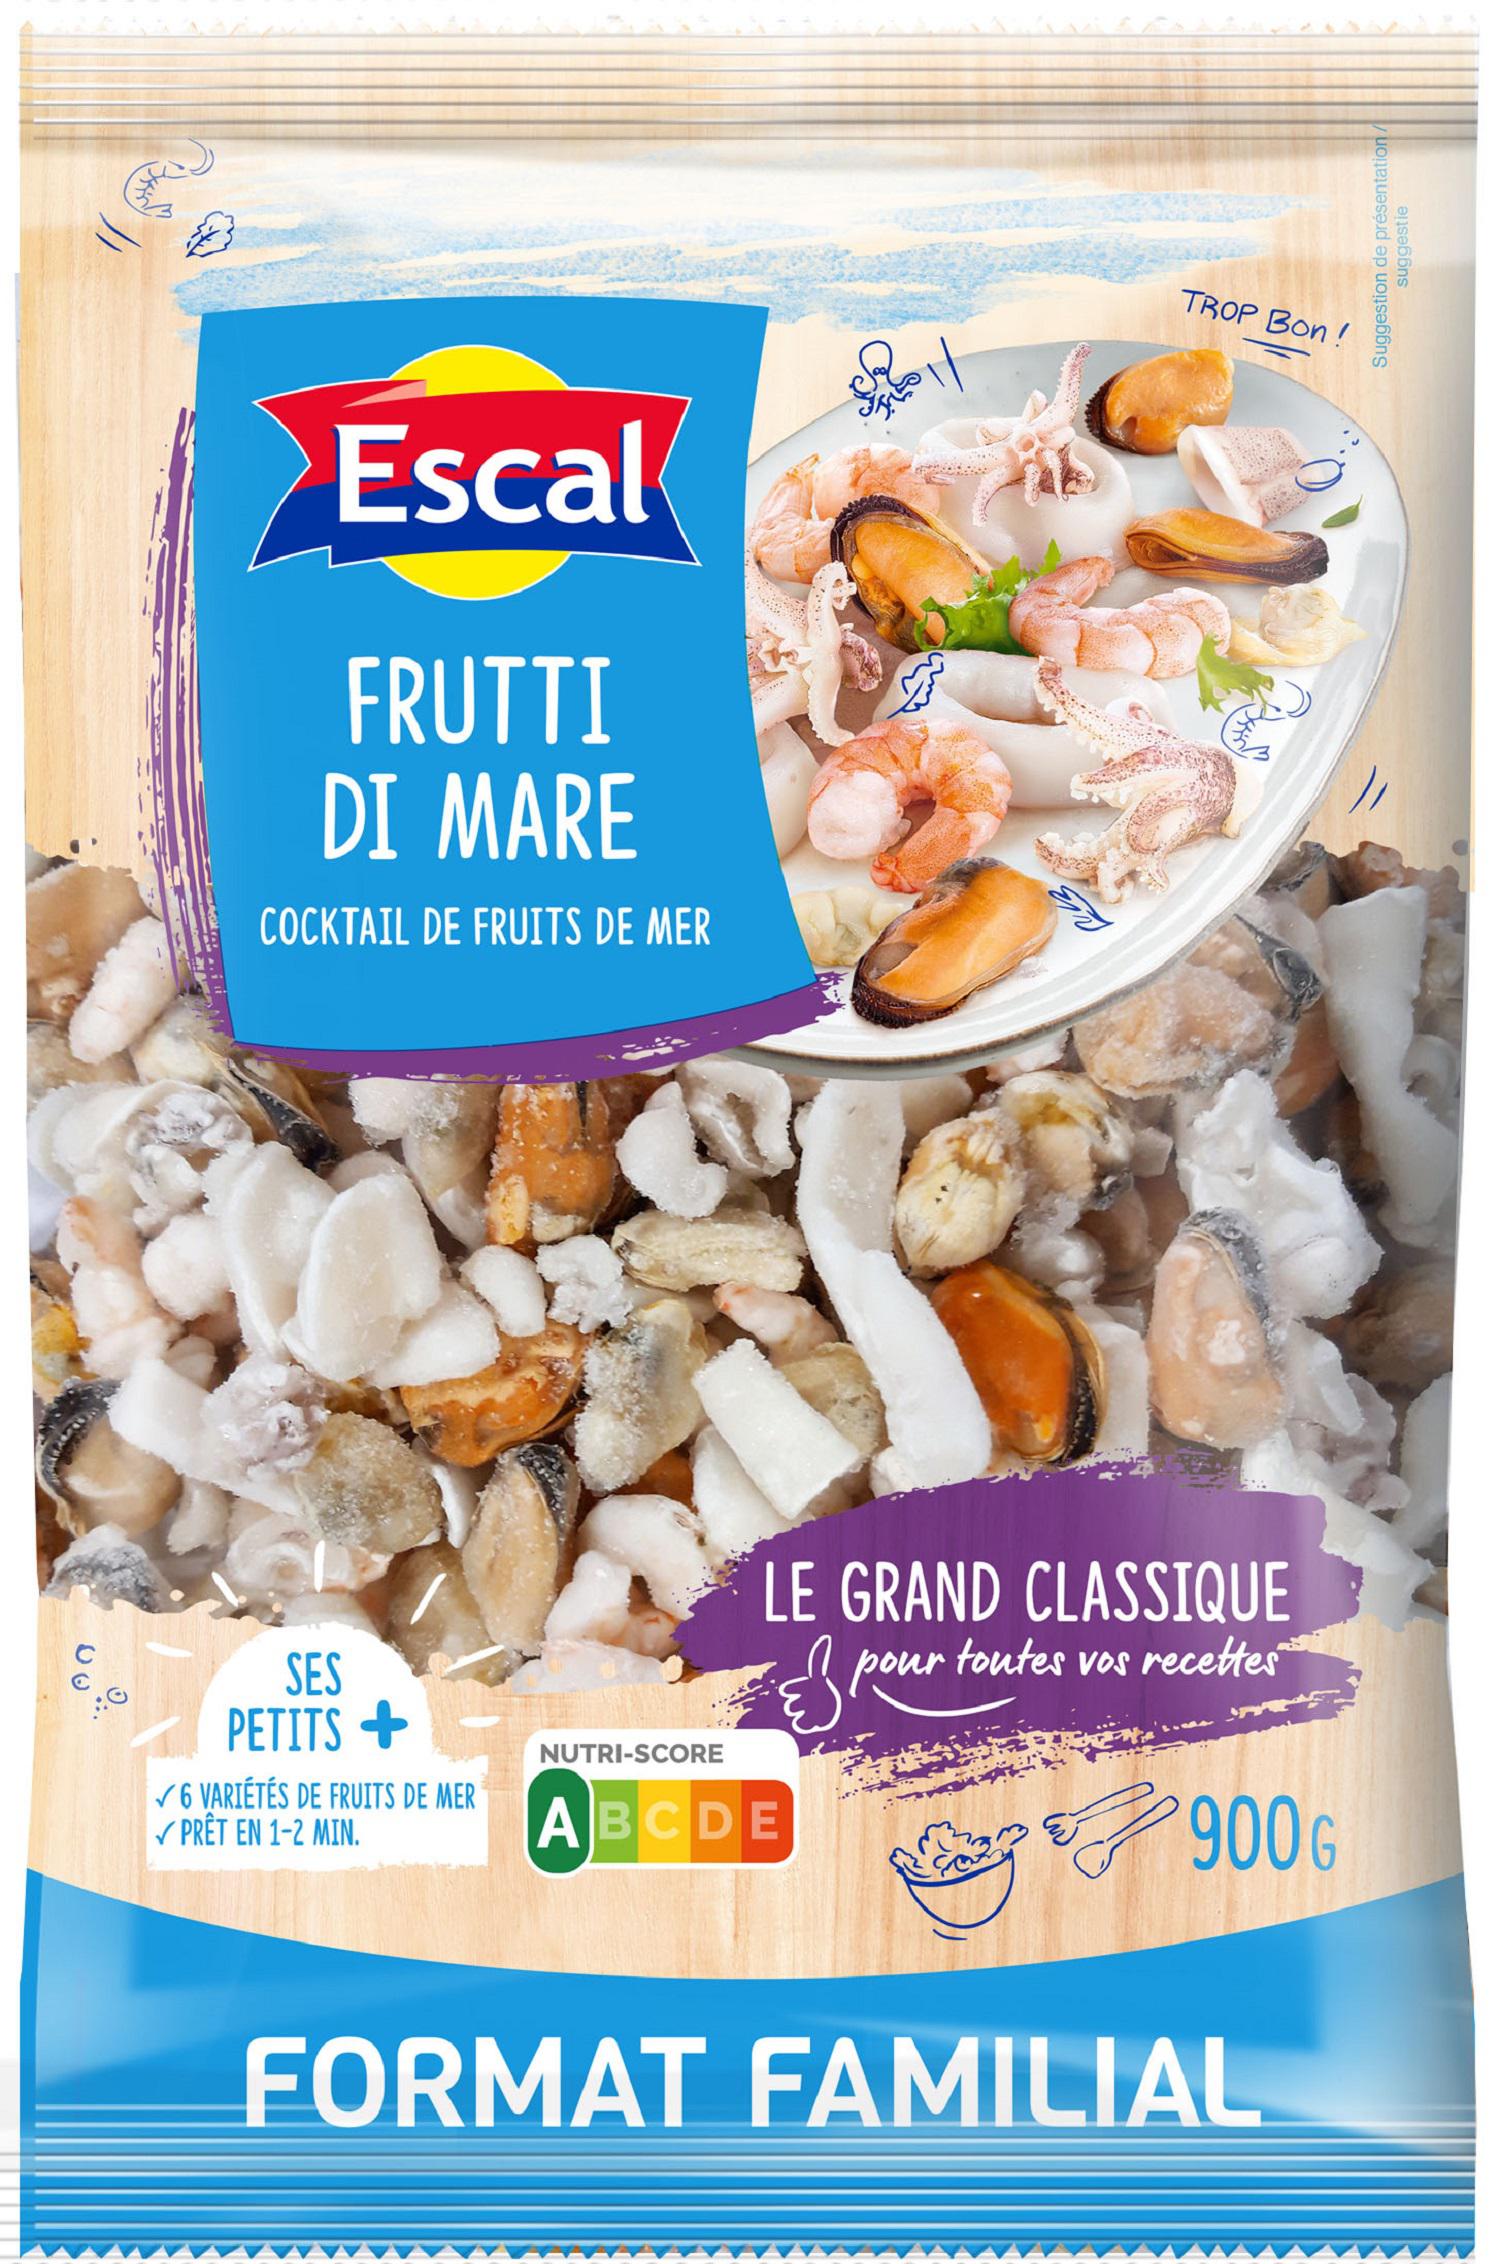 Suggestion de présentation /
suggestie
TROP Bon !
Escal
FRUTTI
DI MARE
COCKTAIL DE FRUITS DE MER
LE GRAND CLASSIQUE
pour toutes vos recettes
SES
PETITS +
✓ 6 VARIÉTÉS DE FRUITS DE MER
✓ PRÊT EN 1-2 MIN.
NUTRI-SCORE
A B C D E
900G
FORMAT FAMILIAL